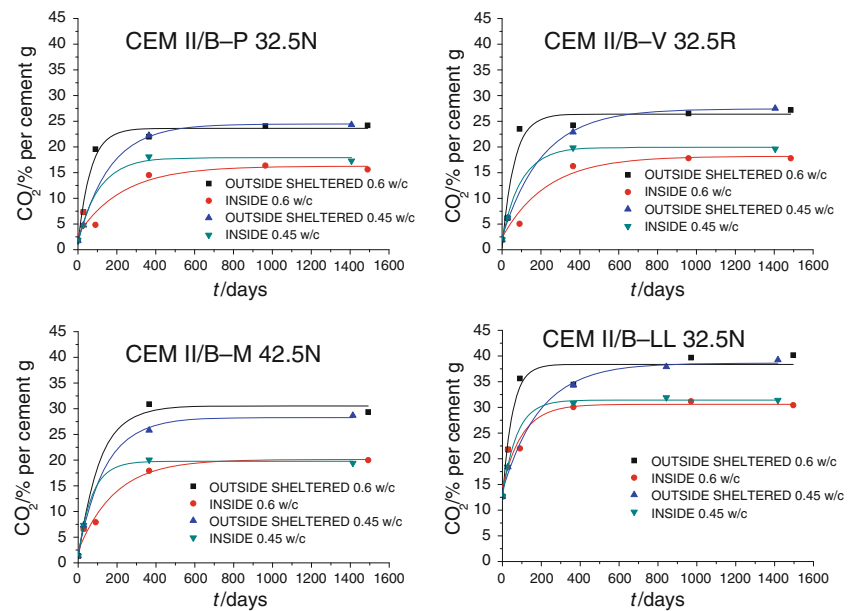 CEM II/B–P 32.5N
45
40
35
30
25
20
15
10
5
0
CO2/% per cement g
OUTSIDE SHELTERED 0.6 w/c
INSIDE 0.6 w/c
OUTSIDE SHELTERED 0.45 w/c
INSIDE 0.45 w/c
0 200 400 600 800 1000 1200 1400 1600
t/days
CEM II/B–V 32.5R
45
40
35
30
25
20
15
10
5
0
CO2/% per cement g
OUTSIDE SHELTERED 0.6 w/c
INSIDE 0.6 w/c
OUTSIDE SHELTERED 0.45 w/c
INSIDE 0.45 w/c
0 200 400 600 800 1000 1200 1400 1600
t/days
CEM II/B–M 42.5N
45
40
35
30
25
20
15
10
5
0
CO2/% per cement g
OUTSIDE SHELTERED 0.6 w/c
INSIDE 0.6 w/c
OUTSIDE SHELTERED 0.45 w/c
INSIDE 0.45 w/c
0 200 400 600 800 1000 1200 1400 1600
t/days
CEM II/B–LL 32.5N
45
40
35
30
25
20
15
10
5
0
CO2/% per cement g
OUTSIDE SHELTERED 0.6 w/c
INSIDE 0.6 w/c
OUTSIDE SHELTERED 0.45 w/c
INSIDE 0.45 w/c
0 200 400 600 800 1000 1200 1400 1600
t/days